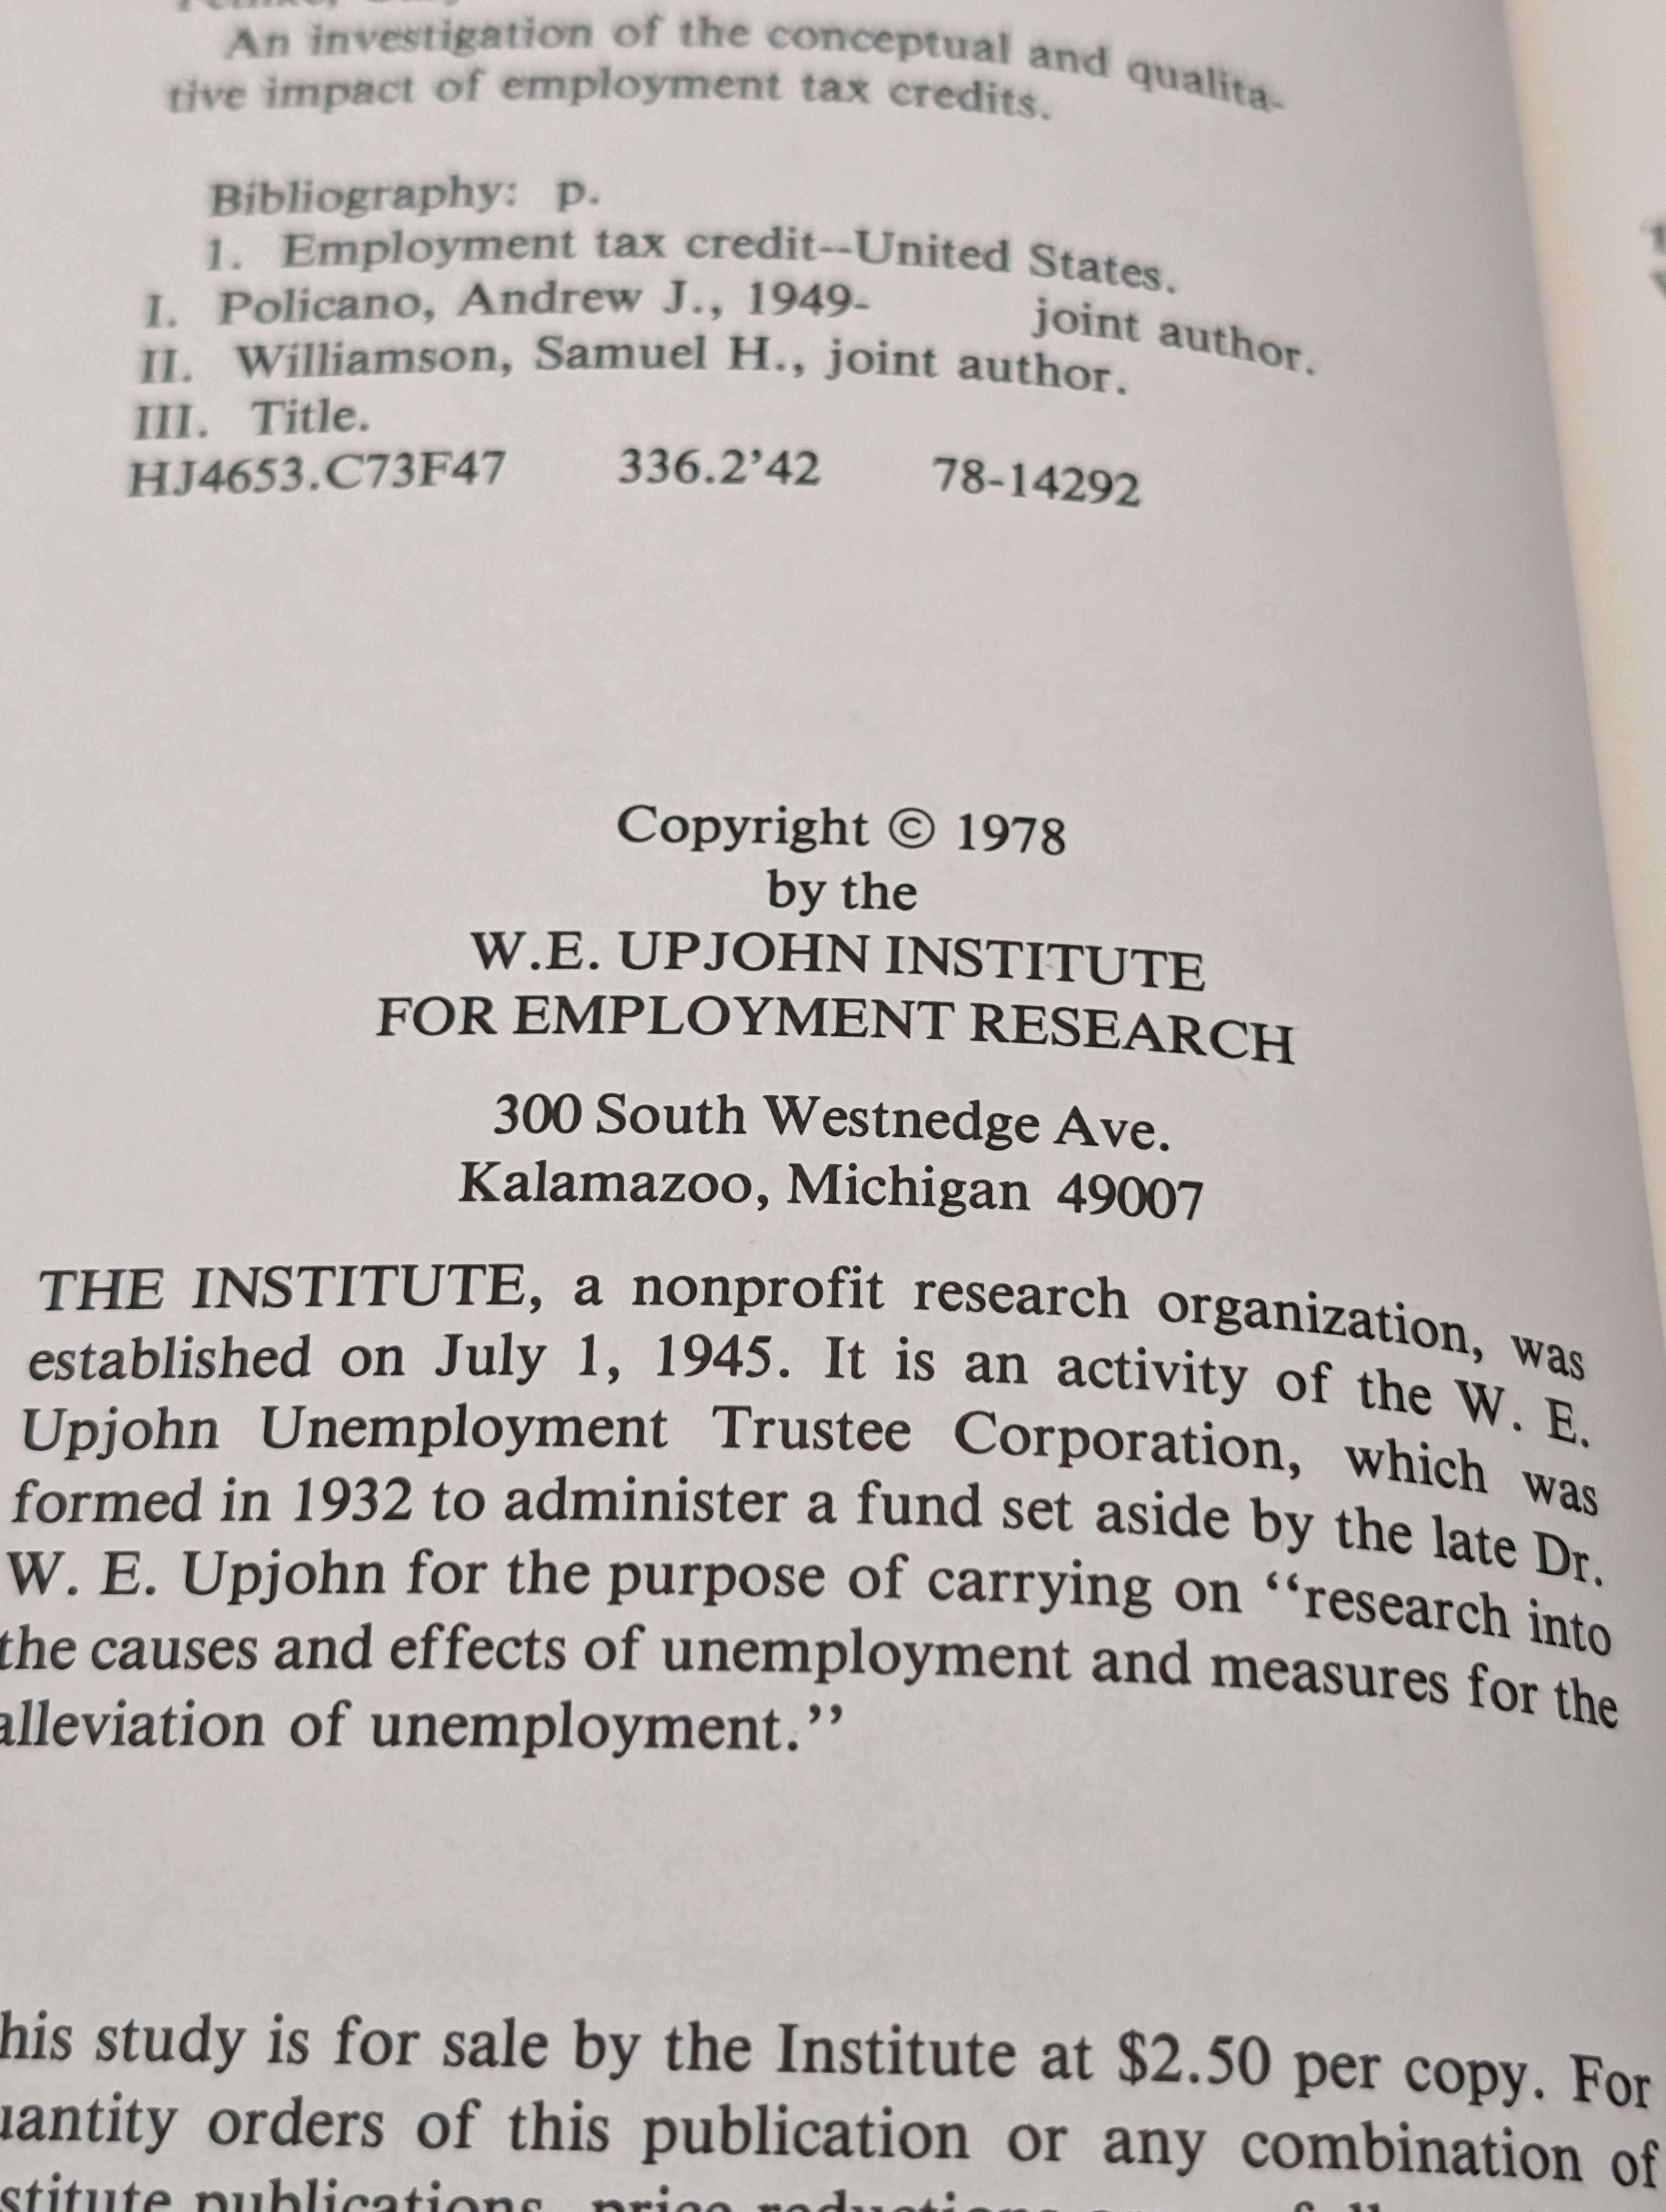 An investigation of the conceptual and qualita-
tive impact of employment tax credits.
Bibliography: p.
1. Employment tax credit--United States.
I. Policano, Andrew J., 1949- joint author.
II. Williamson, Samuel H., joint author.
III. Title.
HJ4653.C73F47 336.2’42 78-14292
Copyright © 1978
by the
W.E. UPJOHN INSTITUTE
FOR EMPLOYMENT RESEARCH
300 South Westnedge Ave.
Kalamazoo, Michigan 49007
THE INSTITUTE, a nonprofit research organization, was
established on July 1, 1945. It is an activity of the W. E.
Upjohn Unemployment Trustee Corporation, which was
formed in 1932 to administer a fund set aside by the late Dr.
W. E. Upjohn for the purpose of carrying on ‘‘research into
the causes and effects of unemployment and measures for the
alleviation of unemployment.’’
his study is for sale by the Institute at $2.50 per copy. For
uantity orders of this publication or any combination of
stitute publications, price reductions